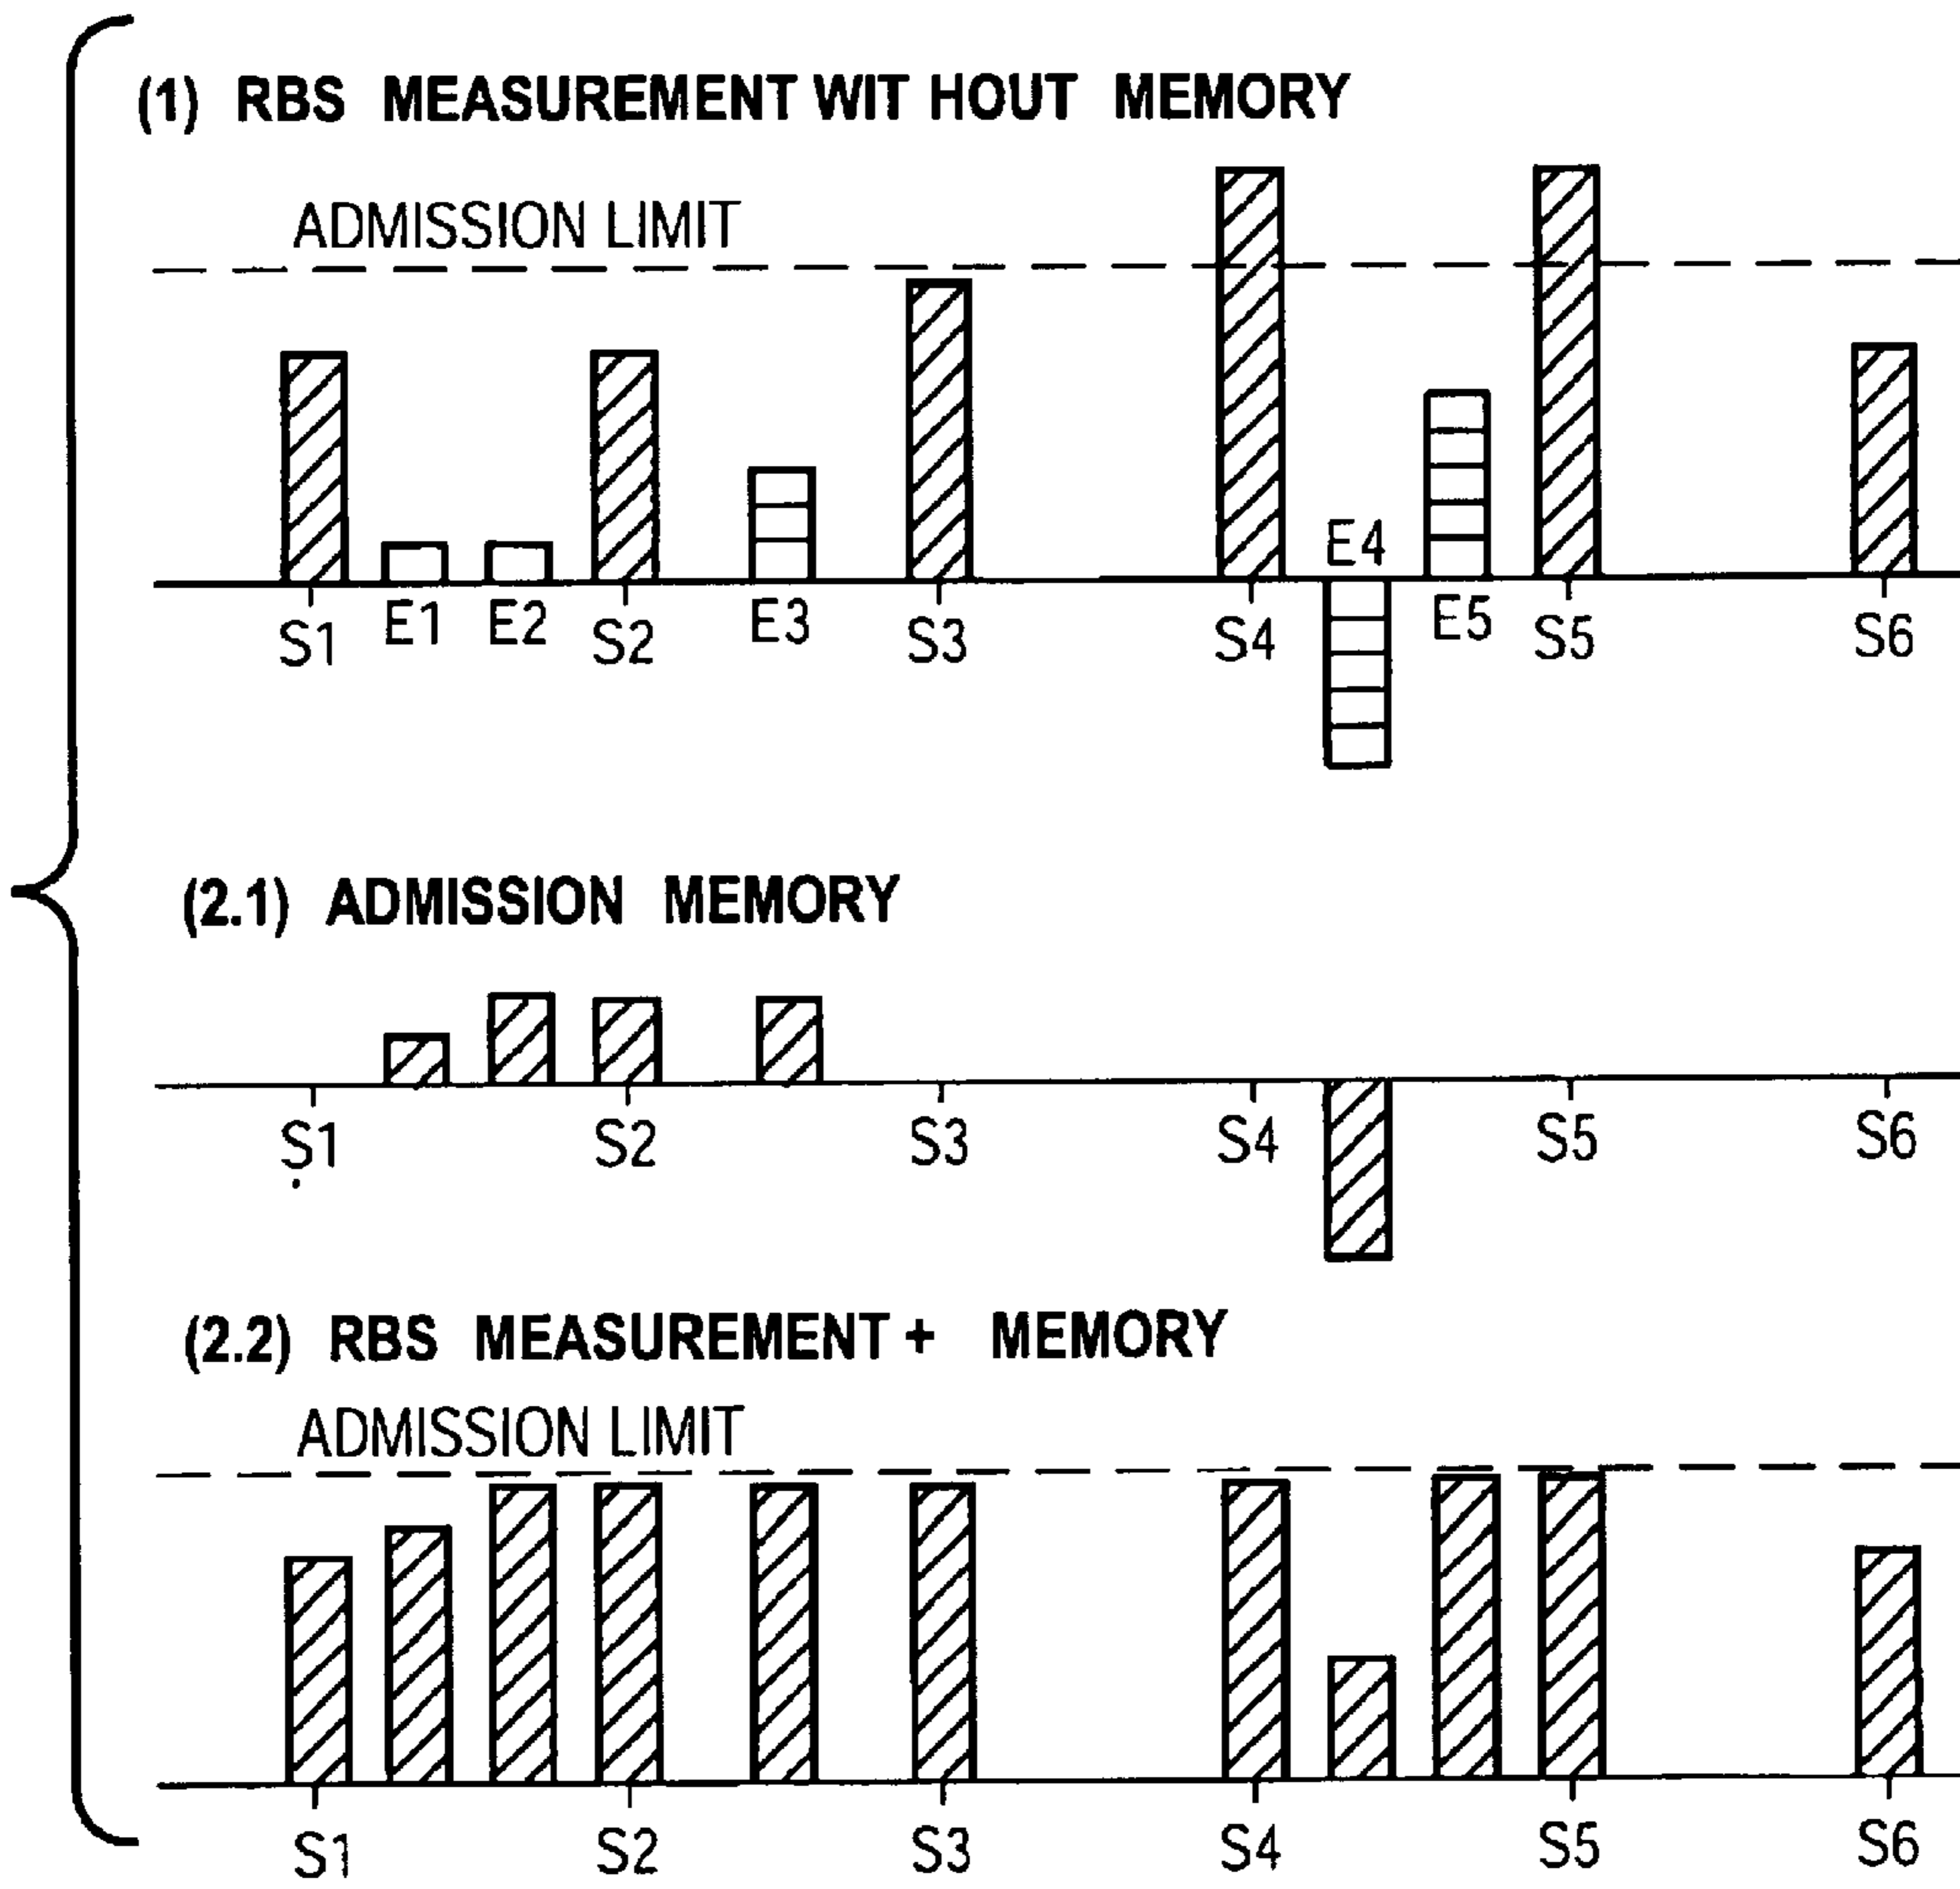 (1) RBS MEASUREMENT WIT HOUT MEMORY
ADMISSION LIMIT
E4
S1 E1 E2 S2 E3 S3 S4 E5 S5 S6
(2.1) ADMISSION MEMORY
S1 S2 S3 S4 S5 S6
(2.2) RBS MEASUREMENT + MEMORY
ADMISSION LIMIT
S1 S2 S3 S4 S5 S6